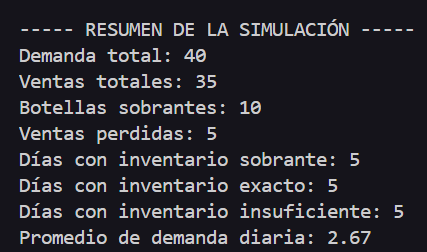 ----- RESUMEN DE LA SIMULACIÓN -----
Demanda total: 40
Ventas totales: 35
Botellas sobrantes: 10
Ventas perdidas: 5
Días con inventario sobrante: 5
Días con inventario exacto: 5
Días con inventario insuficiente: 5
Promedio de demanda diaria: 2.67